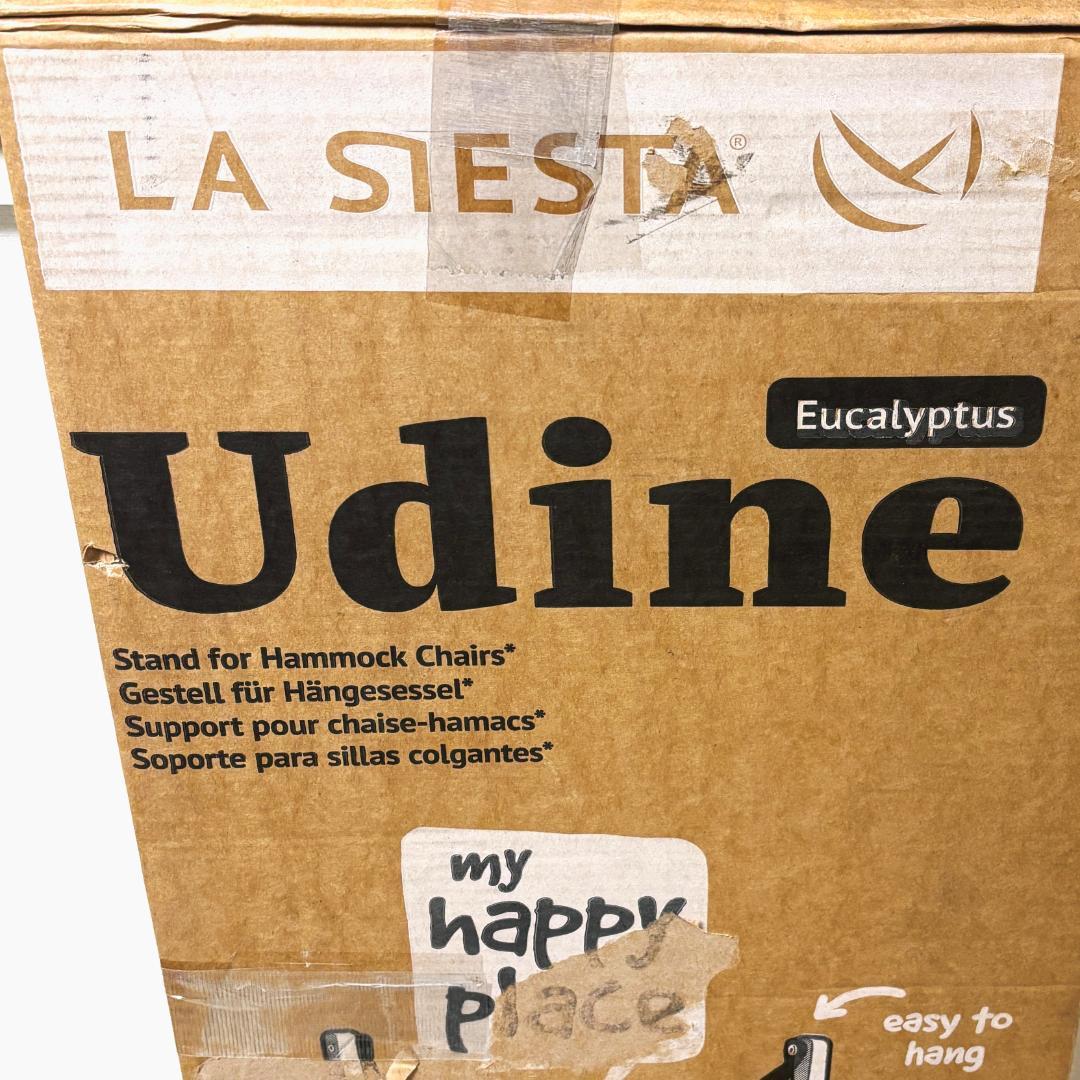 LA SIESTA®
Eucalyptus
Udine
Stand for Hammock Chairs*
Gestell für Hängesessel*
Support pour chaise-hamacs*
Soporte para sillas colgantes*
my
happy
place
easy to
hang